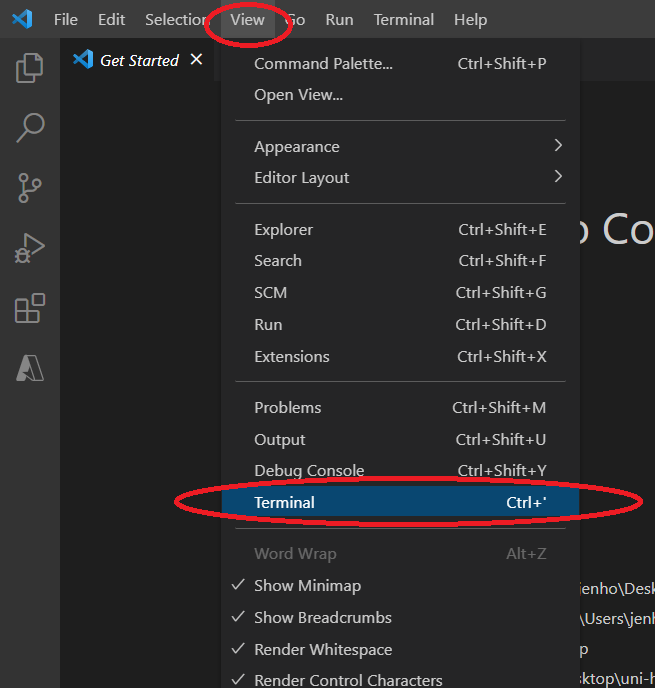 File Edit Selection View Go Run Terminal Help
Get Started
Command Palette... Ctrl+Shift+P
Open View...
Appearance
Editor Layout
Explorer Ctrl+Shift+E
Search Ctrl+Shift+F
SCM Ctrl+Shift+G
Run Ctrl+Shift+D
Extensions Ctrl+Shift+X
Problems Ctrl+Shift+M
Output Ctrl+Shift+U
Debug Console Ctrl+Shift+Y
Terminal Ctrl+'
Word Wrap Alt+Z
Show Minimap
Show Breadcrumbs
Render Whitespace
Render Control Characters
o Co
jenho\Desk
\Users\jenh
p
sktop\uni-h